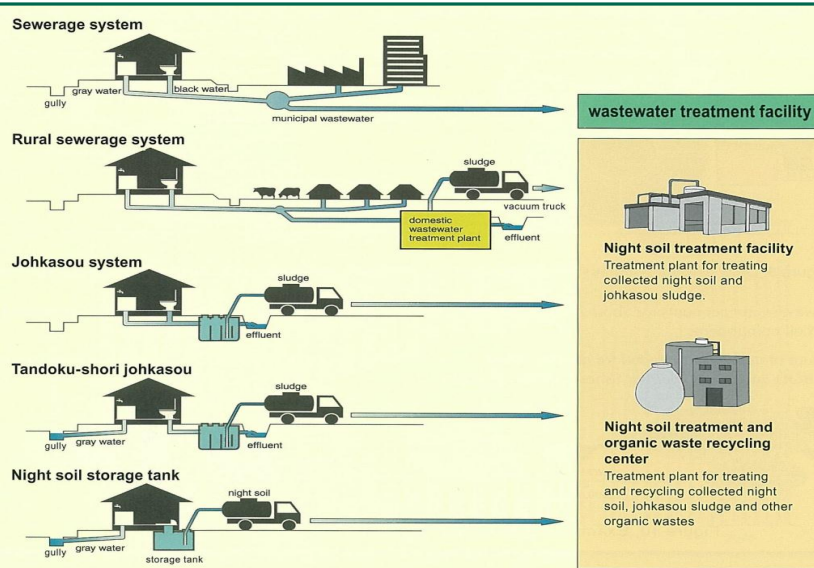 Sewerage system
gray water
black water
gully
municipal wastewater
wastewater treatment facility
Rural sewerage system
sludge
vacuum truck
domestic
wastewater
treatment plant
effluent
Johkasou system
sludge
effluent
Tandoku-shori johkasou
sludge
gully
gray water
effluent
Night soil storage tank
night soil
gully
gray water
storage tank
Night soil treatment facility
Treatment plant for treating
collected night soil and
johkasou sludge.
Night soil treatment and
organic waste recycling
center
Treatment plant for treating
and recycling collected night
soil, johkasou sludge and other
organic wastes